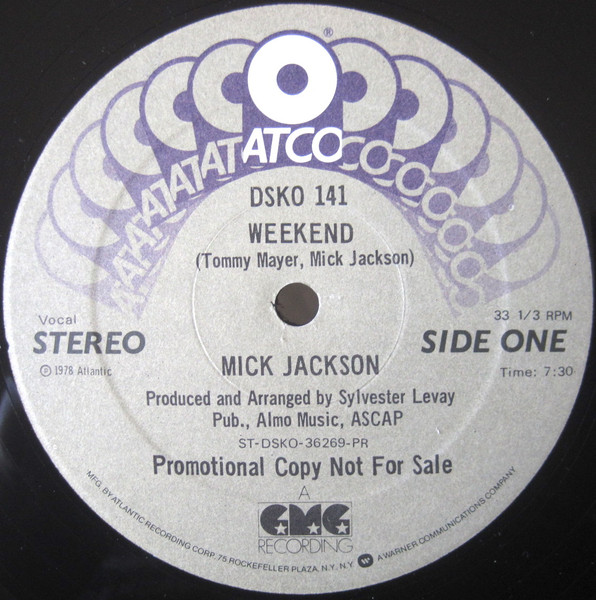 ®
ATCO
DSKO 141
WEEKEND
(Tommy Mayer, Mick Jackson)
Vocal
33 1/3 RPM
STEREO
SIDE ONE
℗ 1978 Atlantic
Time: 7:30
MICK JACKSON
Produced and Arranged by Sylvester Levay
Pub., Almo Music, ASCAP
ST-DSKO-36269-PR
Promotional Copy Not For Sale
A
GMG
RECORDING
MFG. BY ATLANTIC RECORDING CORP. 75 ROCKEFELLER PLAZA, N.Y. N.Y. A WARNER COMMUNICATIONS COMPANY